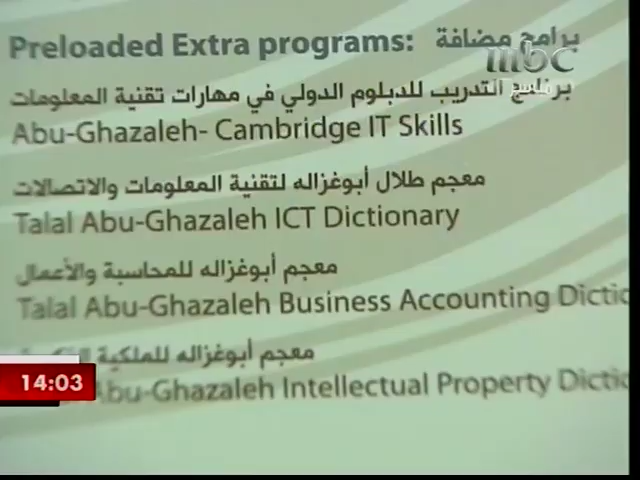 Preloaded Extra programs: برامج مضافة
mbc
برنامج التدريب للدبلوم الدولي في مهارات تقنية المعلومات
Abu-Ghazaleh- Cambridge IT Skills
معجم طلال أبوغزاله لتقنية المعلومات والاتصالات
Talal Abu-Ghazaleh ICT Dictionary
معجم أبوغزاله للمحاسبة والأعمال
Talal Abu-Ghazaleh Business Accounting Dictio
معجم أبوغزاله للملكية
14:03
Abu-Ghazaleh Intellectual Property Dictio